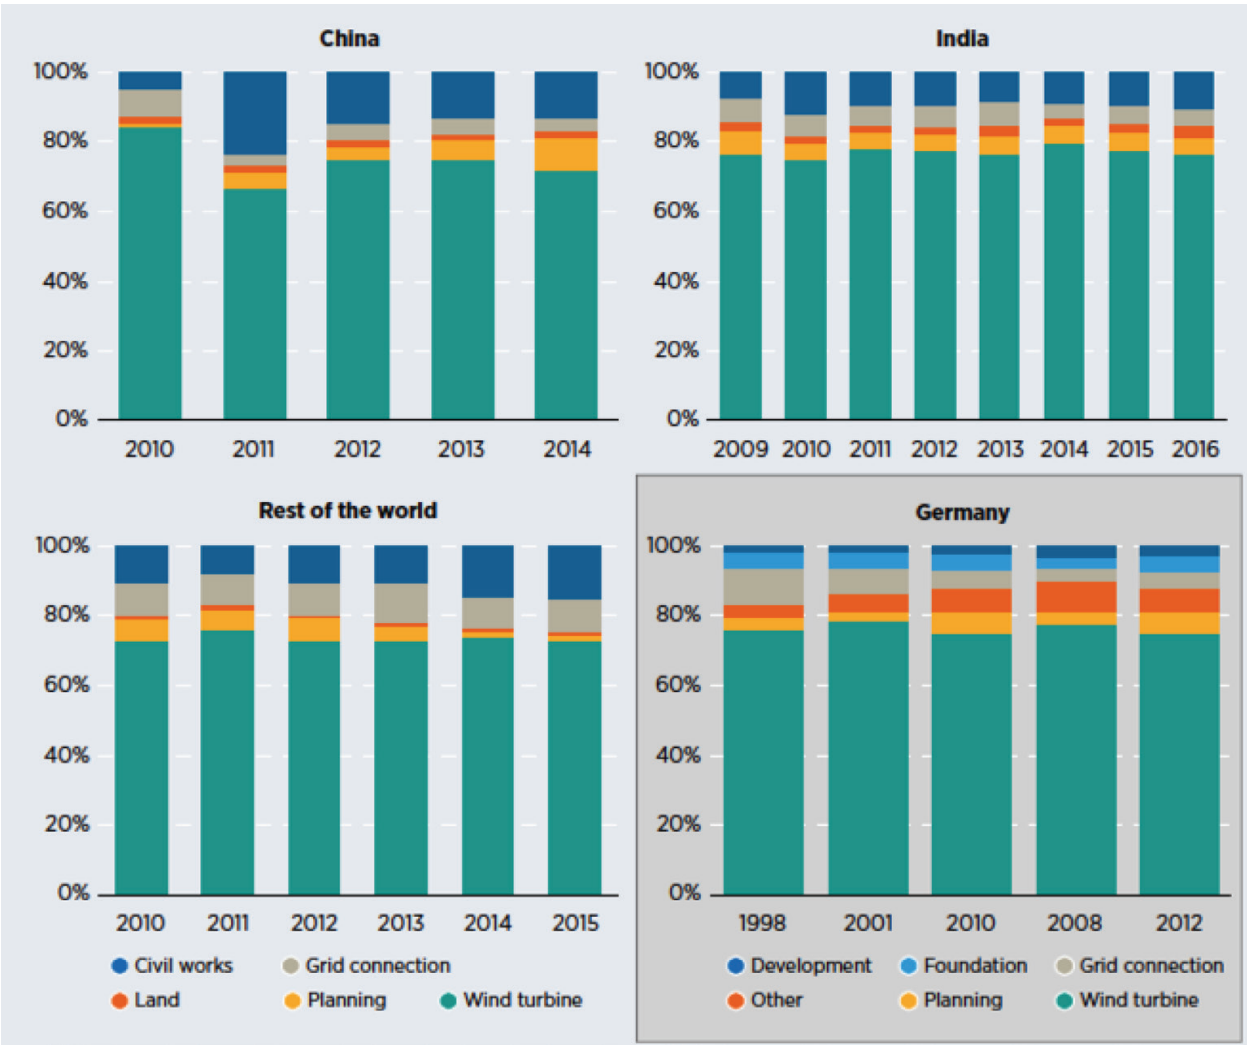 China
100%
80%
60%
40%
20%
0%
2010 2011 2012 2013 2014
India
100%
80%
60%
40%
20%
0%
2009 2010 2011 2012 2013 2014 2015 2016
Rest of the world
100%
80%
60%
40%
20%
0%
2010 2011 2012 2013 2014 2015
Civil works Grid connection
Land Planning Wind turbine
Germany
100%
80%
60%
40%
20%
0%
1998 2001 2010 2008 2012
Development Foundation Grid connection
Other Planning Wind turbine